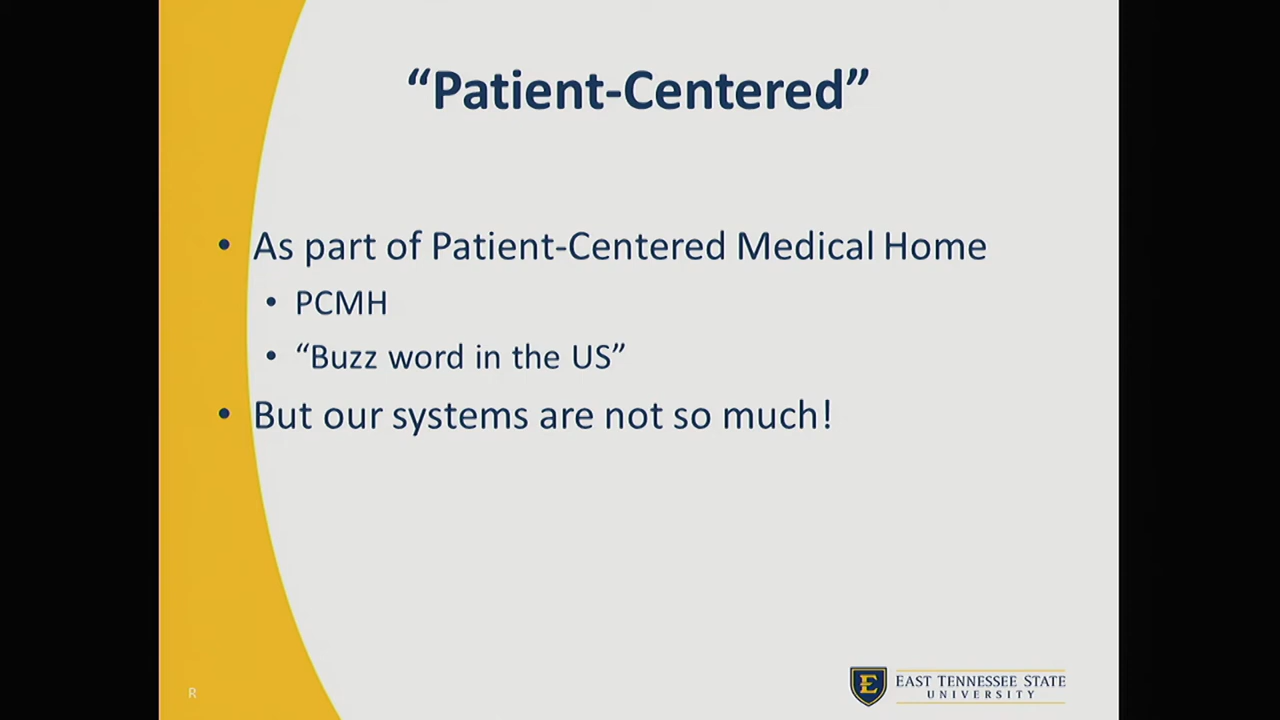 “Patient-Centered”
• As part of Patient-Centered Medical Home
• PCMH
• “Buzz word in the US”
• But our systems are not so much!
R
E
EAST TENNESSEE STATE
UNIVERSITY